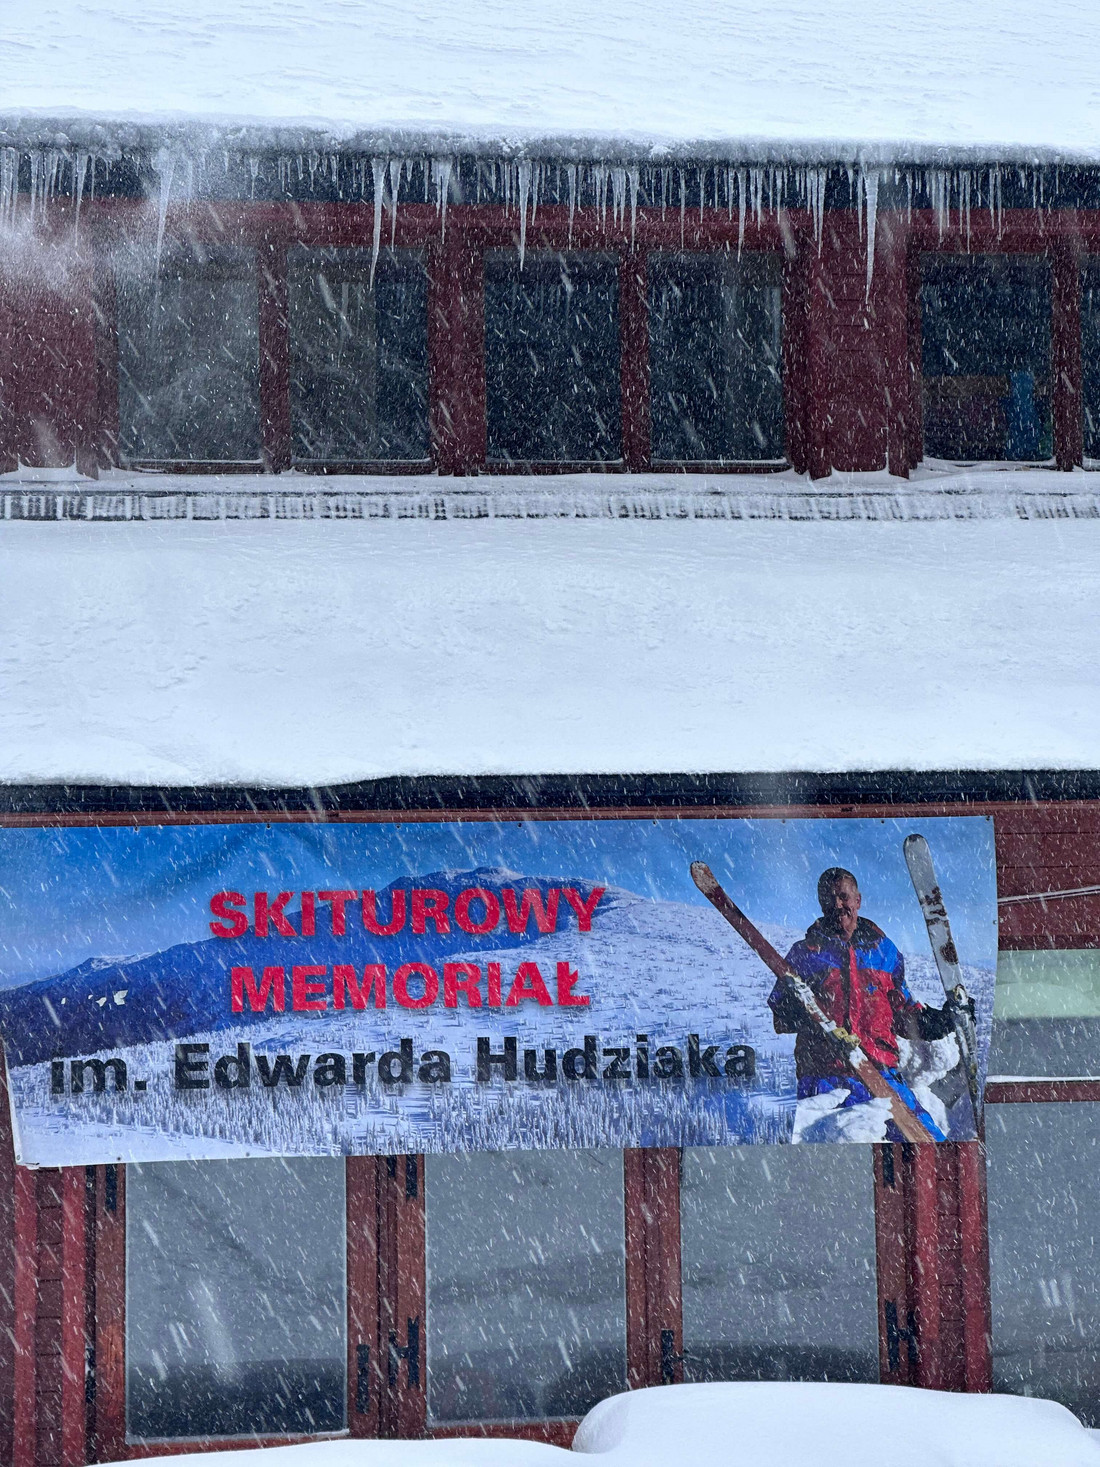 SKITUROWY
MEMORIAŁ
im. Edwarda Hudziaka